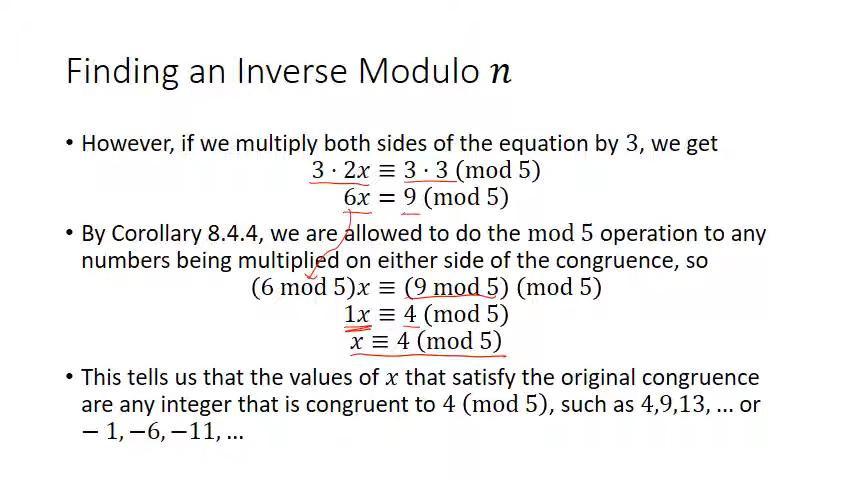 Finding an Inverse Modulo n
• However, if we multiply both sides of the equation by 3, we get
3 · 2x ≡ 3 · 3 (mod 5)
6x = 9 (mod 5)
• By Corollary 8.4.4, we are allowed to do the mod 5 operation to any
numbers being multiplied on either side of the congruence, so
(6 mod 5)x ≡ (9 mod 5) (mod 5)
1x ≡ 4 (mod 5)
x ≡ 4 (mod 5)
• This tells us that the values of x that satisfy the original congruence
are any integer that is congruent to 4 (mod 5), such as 4,9,13, ... or
− 1, −6, −11, ...